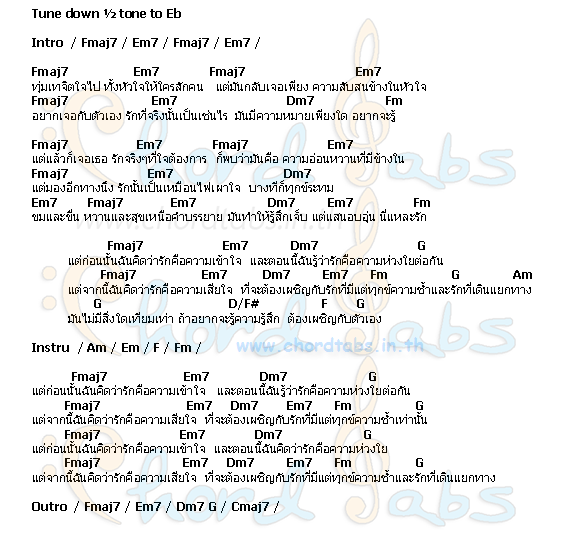 Tune down ½ tone to Eb
Intro / Fmaj7 / Em7 / Fmaj7 / Em7 /
Fmaj7 Em7 Fmaj7 Em7
ทุ่มเทจิตใจไป ทั้งหัวใจให้ใครสักคน แต่มันกลับเจอเพียง ความสับสนข้างในหัวใจ
Fmaj7 Em7 Dm7 Fm
อยากเจอกับตัวเอง รักที่จริงนั้นเป็นเช่นไร มันมีความหมายเพียงใด อยากจะรู้
Fmaj7 Em7 Fmaj7 Em7
แต่แล้วก็เจอเธอ รักจริงๆที่ใจต้องการ ก็พบว่ามันคือ ความอ่อนหวานที่มีข้างใน
Fmaj7 Em7 Dm7
แต่มองอีกทางนึง รักนั้นเป็นเหมือนไฟเผาใจ บางทีก็ทุกข์ระทม
Em7 Fmaj7 Em7 Dm7 Em7 Fm
ขมและขื่น หวานและสุขเหนือคำบรรยาย มันทำให้รู้สึกเจ็บ แต่แสนอบอุ่น นี่แหละรัก
Fmaj7 Em7 Dm7 G
แต่ก่อนนั้นฉันคิดว่ารักคือความเข้าใจ และตอนนี้ฉันรู้ว่ารักคือความห่วงใยต่อกัน
Fmaj7 Em7 Dm7 Em7 Fm G Am
แต่จากนี้ฉันคิดว่ารักคือความเสียใจ ที่จะต้องเผชิญกับรักที่มีแต่ทุกข์ความช้ำและรักที่เดินแยกทาง
G D/F# F G
มันไม่มีสิ่งใดเทียมเท่า ถ้าอยากจะรู้ความรู้สึก ต้องเผชิญกับตัวเอง
Instru / Am / Em / F / Fm /
www.chordtabs.in.th
Fmaj7 Em7 Dm7 G
แต่ก่อนนั้นฉันคิดว่ารักคือความเข้าใจ และตอนนี้ฉันรู้ว่ารักคือความห่วงใยต่อกัน
Fmaj7 Em7 Dm7 Em7 Fm G
แต่จากนี้ฉันคิดว่ารักคือความเสียใจ ที่จะต้องเผชิญกับรักที่มีแต่ทุกข์ความช้ำเท่านั้น
Fmaj7 Em7 Dm7 G
แต่ก่อนนั้นฉันคิดว่ารักคือความเข้าใจ และตอนนี้ฉันคิดว่ารักคือความห่วงใย
Fmaj7 Em7 Dm7 Em7 Fm G
แต่จากนี้ฉันคิดว่ารักคือความเสียใจ ที่จะต้องเผชิญกับรักที่มีแต่ทุกข์ความช้ำและรักที่เดินแยกทาง
Outro / Fmaj7 / Em7 / Dm7 G / Cmaj7 /